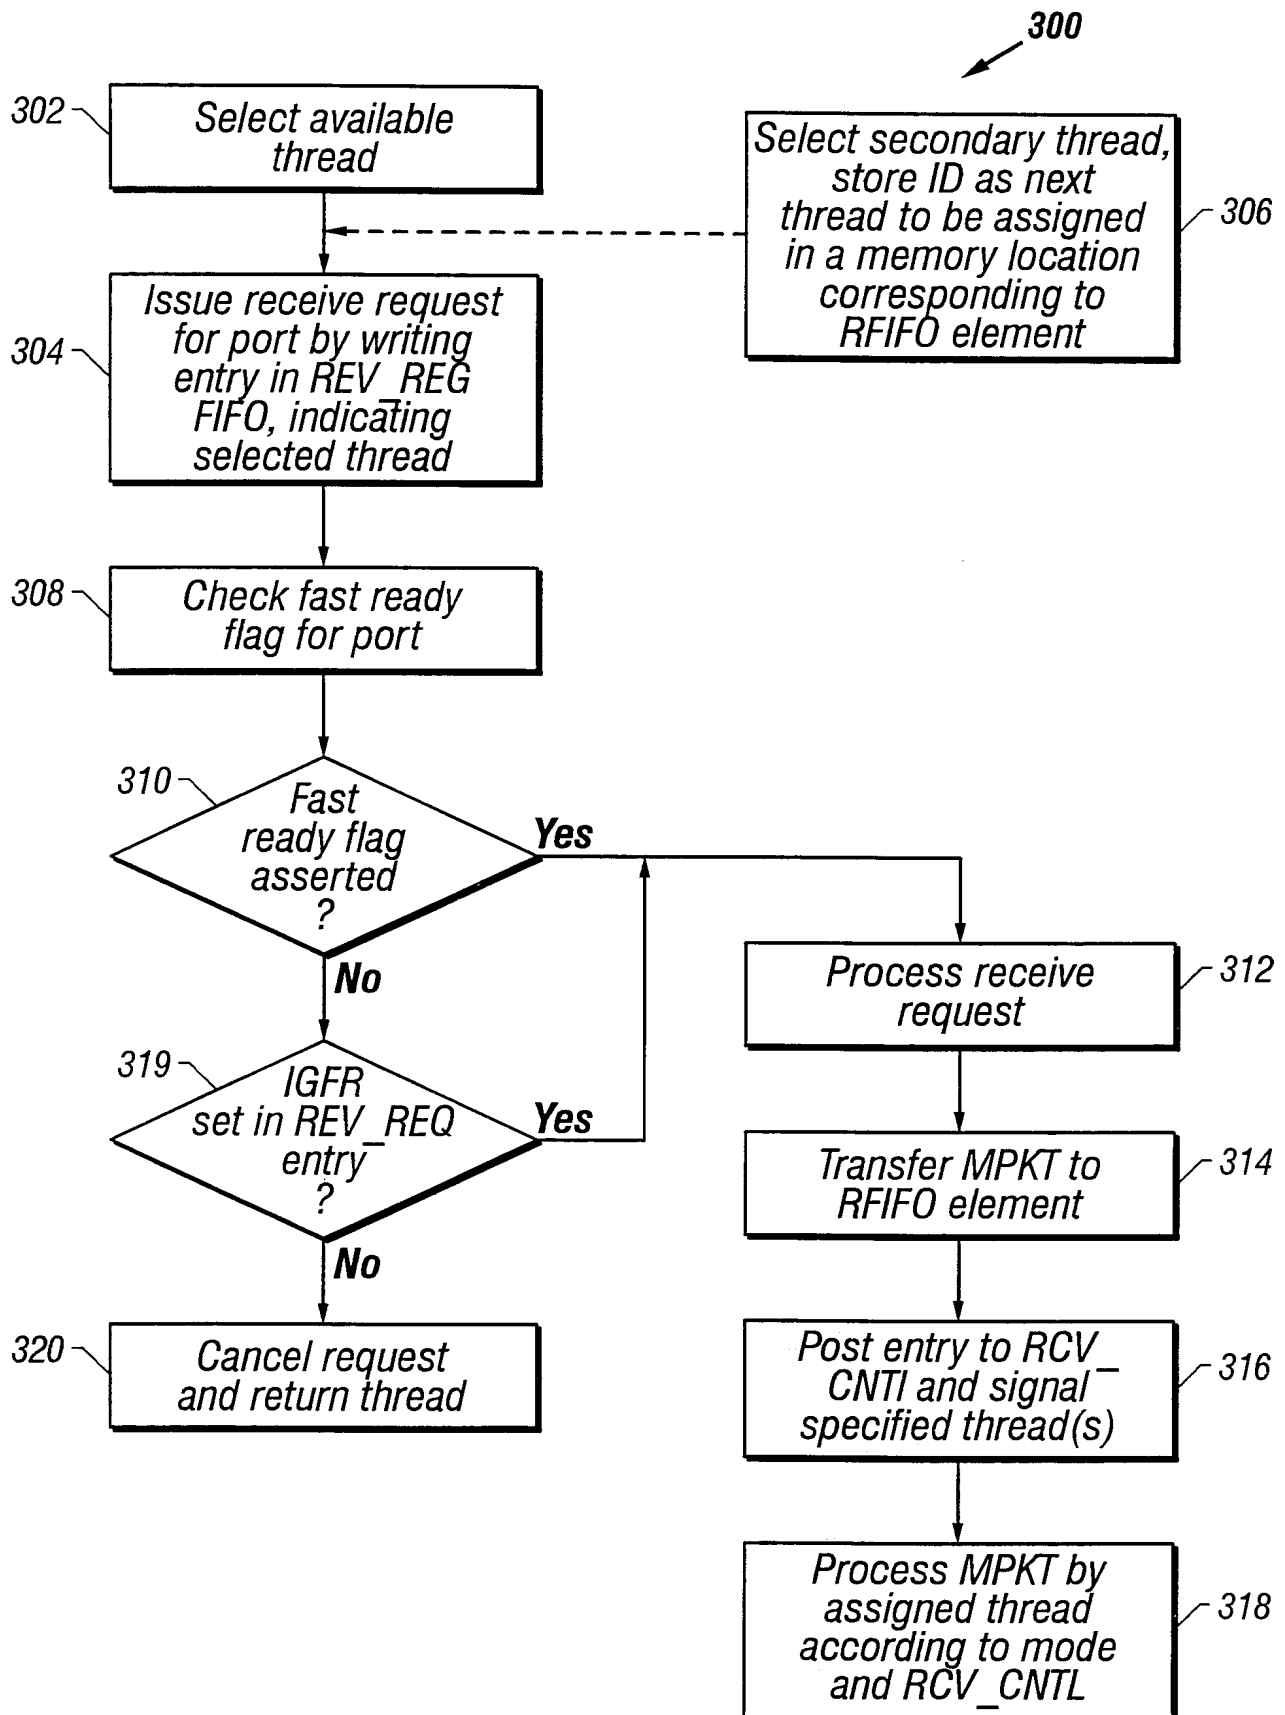 300
302
Select available
thread
Select secondary thread,
store ID as next
thread to be assigned
in a memory location
corresponding to
RFIFO element
306
304
Issue receive request
for port by writing
entry in REV_REG
FIFO, indicating
selected thread
308
Check fast ready
flag for port
310
Fast
ready flag
asserted
?
Yes
No
312
Process receive
request
319
IGFR
set in REV_REQ
entry
?
Yes
No
314
Transfer MPKT to
RFIFO element
320
Cancel request
and return thread
316
Post entry to RCV_
CNTI and signal
specified thread(s)
318
Process MPKT by
assigned thread
according to mode
and RCV_CNTL